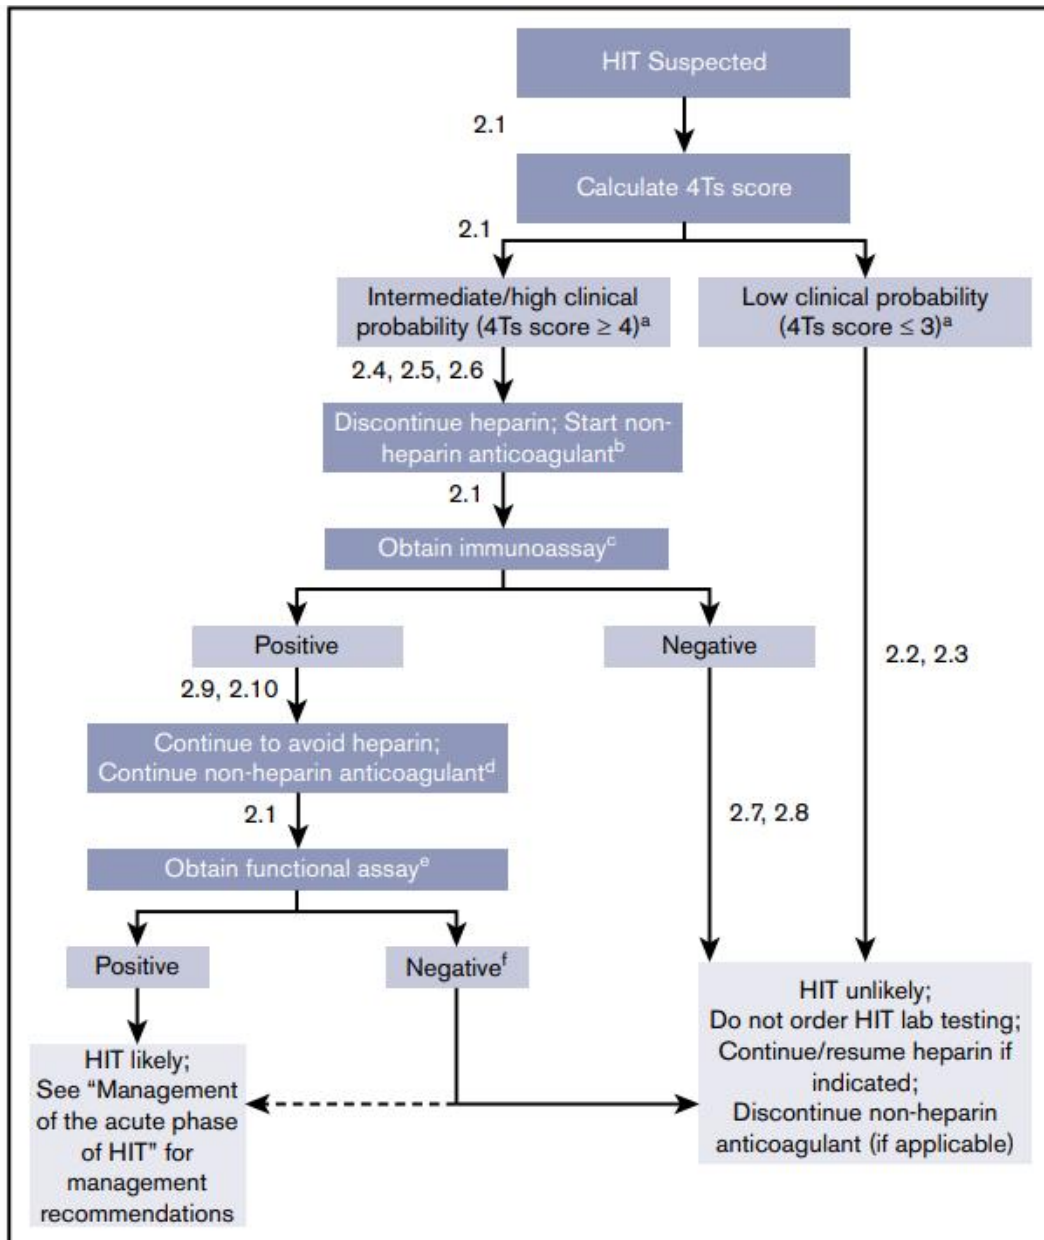 HIT Suspected
2.1
Calculate 4Ts score
2.1
Intermediate/high clinical
probability (4Ts score ≥ 4)ᵃ
Low clinical probability
(4Ts score ≤ 3)ᵃ
2.4, 2.5, 2.6
Discontinue heparin; Start non-
heparin anticoagulantᵇ
2.1
Obtain immunoassayᶜ
Positive
Negative
2.2, 2.3
2.9, 2.10
Continue to avoid heparin;
Continue non-heparin anticoagulantᵈ
2.1
2.7, 2.8
Obtain functional assayᵉ
Positive
Negativeᶠ
HIT unlikely;
Do not order HIT lab testing;
Continue/resume heparin if
indicated;
Discontinue non-heparin
anticoagulant (if applicable)
HIT likely;
See “Management
of the acute phase
of HIT” for
management
recommendations